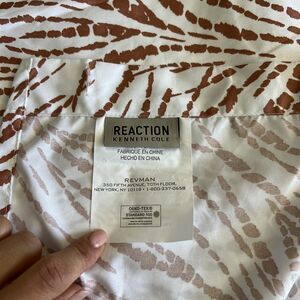 REACTION
KENNETH COLE
FABRIQUÉ EN CHINE
HECHO EN CHINA
REVMAN
350 FIFTH AVENUE, 70TH FLOOR,
NEW YORK, NY 10118 • 1-800-237-0658
OEKO-TEX®
STANDARD 100